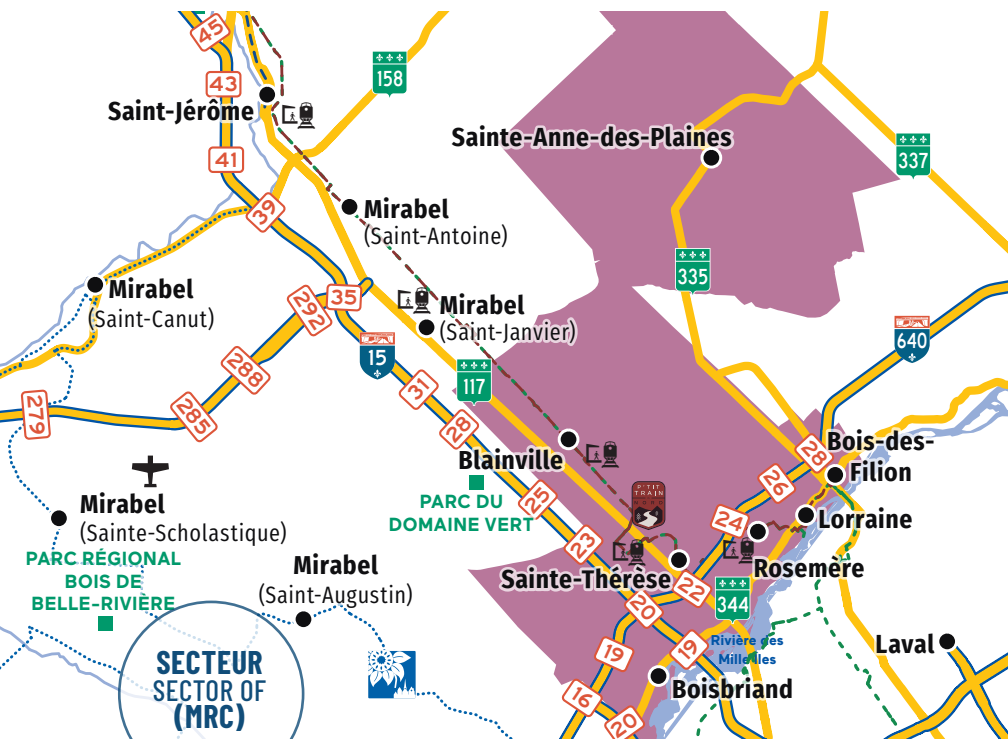 45
43
158
Saint-Jérôme
Sainte-Anne-des-Plaines
337
41
39
Mirabel
(Saint-Antoine)
335
Mirabel
(Saint-Canut)
292
35
Mirabel
(Saint-Janvier)
15
640
288
31
117
279
285
28
Blainville
28
Bois-des-
Filion
26
PARC DU
DOMAINE VERT
25
P'TIT
TRAIN
24
Lorraine
Mirabel
(Sainte-Scholastique)
23
PARC RÉGIONAL
BOIS DE
BELLE-RIVIÈRE
Mirabel
(Saint-Augustin)
Sainte-Thérèse
Rosemère
22
344
20
Rivière des
Mille Îles
Laval
19
19
SECTEUR
SECTOR OF
(MRC)
Boisbriand
16
20